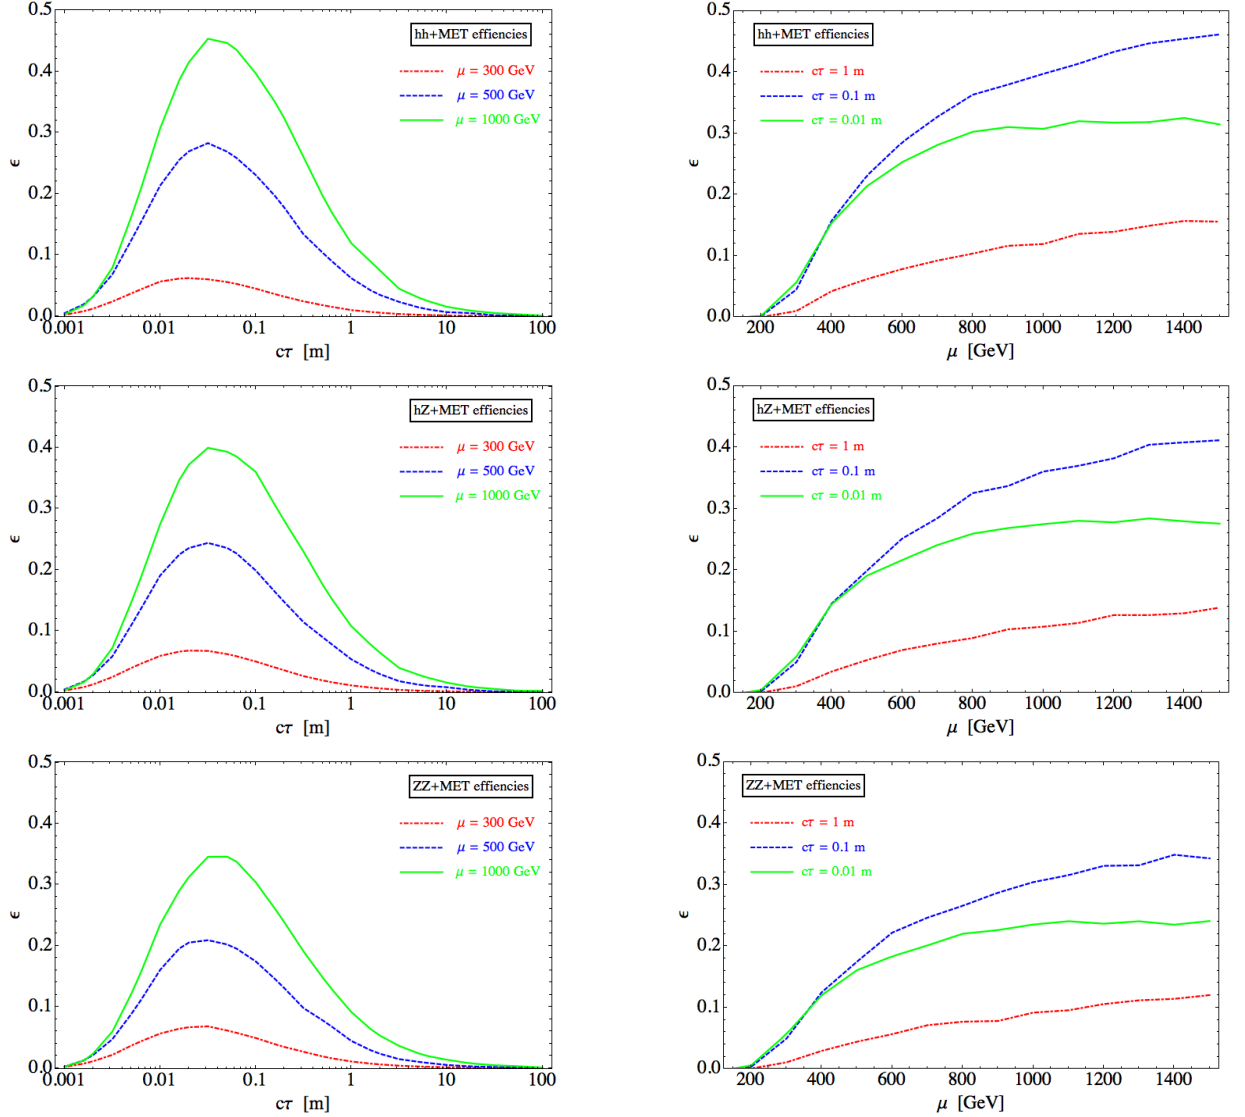 0.5
0.4
0.3
0.2
0.1
0.0
ϵ
hh+MET effiencies
μ = 300 GeV
μ = 500 GeV
μ = 1000 GeV
0.001 0.01 0.1 1 10 100
cτ [m]
0.5
0.4
0.3
0.2
0.1
0.0
ϵ
hh+MET effiencies
cτ = 1 m
cτ = 0.1 m
cτ = 0.01 m
200 400 600 800 1000 1200 1400
μ [GeV]
0.5
0.4
0.3
0.2
0.1
0.0
ϵ
hZ+MET effiencies
μ = 300 GeV
μ = 500 GeV
μ = 1000 GeV
0.001 0.01 0.1 1 10 100
cτ [m]
0.5
0.4
0.3
0.2
0.1
0.0
ϵ
hZ+MET effiencies
cτ = 1 m
cτ = 0.1 m
cτ = 0.01 m
200 400 600 800 1000 1200 1400
μ [GeV]
0.5
0.4
0.3
0.2
0.1
0.0
ϵ
ZZ+MET effiencies
μ = 300 GeV
μ = 500 GeV
μ = 1000 GeV
0.001 0.01 0.1 1 10 100
cτ [m]
0.5
0.4
0.3
0.2
0.1
0.0
ϵ
ZZ+MET effiencies
cτ = 1 m
cτ = 0.1 m
cτ = 0.01 m
200 400 600 800 1000 1200 1400
μ [GeV]